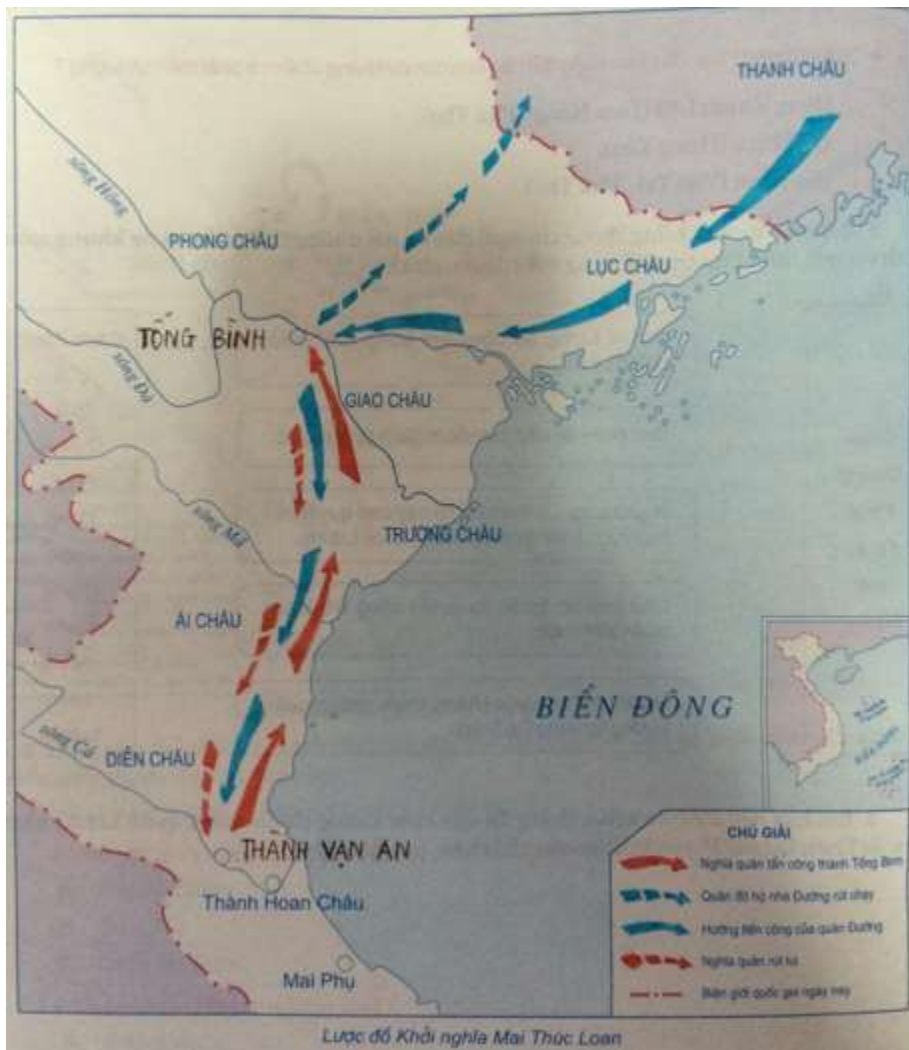 THANH CHÂU
sông Hồng
PHONG CHÂU
LỤC CHÂU
TỐNG BÌNH
sông Đà
GIAO CHÂU
sông Mã
TRƯỜNG CHÂU
ÁI CHÂU
BIỂN ĐÔNG
sông Cả
DIỄN CHÂU
THÀNH VẠN AN
Thành Hoan Châu
Mai Phụ
CHÚ GIẢI
Nghĩa quân tấn công thành Tống Bình
Quân đô hộ nhà Đường rút chạy
Hướng tiến công của quân Đường
Nghĩa quân rút lui
Biên giới quốc gia ngày nay
Lược đồ Khởi nghĩa Mai Thúc Loan